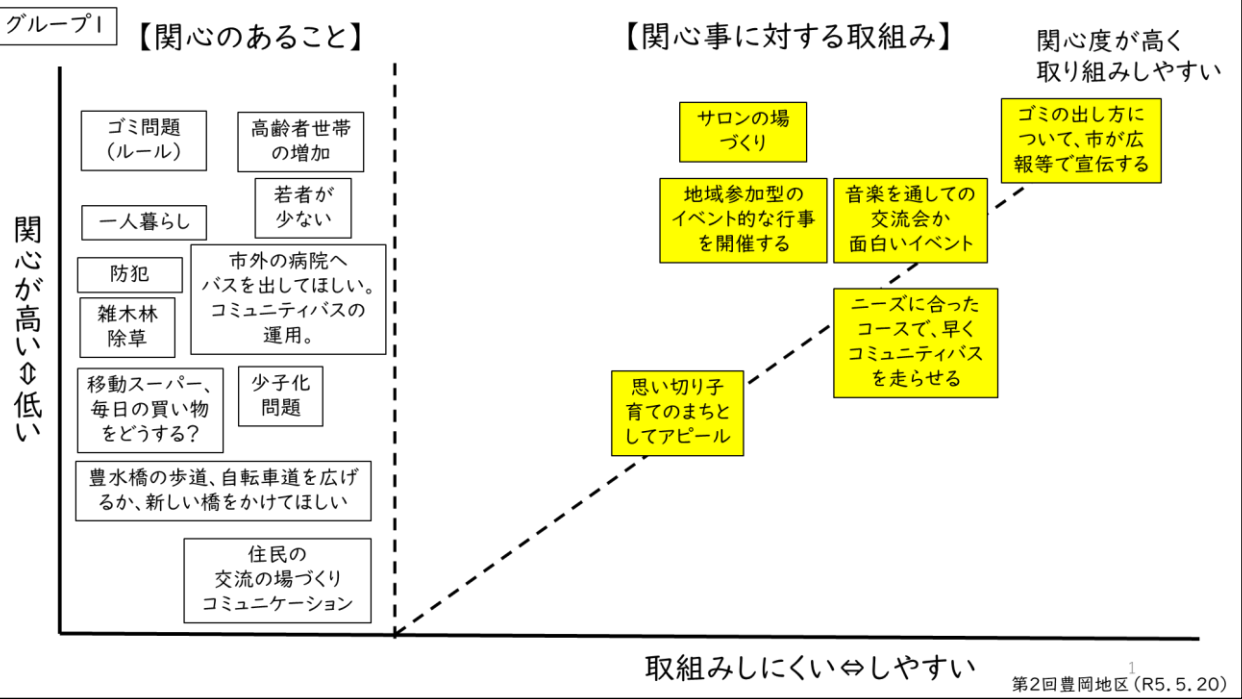 グループ1
【関心のあること】
【関心事に対する取組み】
関心度が高く
取り組みしやすい
関心が高い⇔低い
ゴミ問題
(ルール)
高齢者世帯
の増加
若者が
少ない
一人暮らし
防犯
市外の病院へ
バスを出してほしい。
コミュニティバスの
運用。
雑木林
除草
移動スーパー、
毎日の買い物
をどうする?
少子化
問題
豊水橋の歩道、自転車道を広げ
るか、新しい橋をかけてほしい
住民の
交流の場づくり
コミュニケーション
サロンの場
づくり
ゴミの出し方に
ついて、市が広
報等で宣伝する
地域参加型の
イベント的な行事
を開催する
音楽を通しての
交流会か
面白いイベント
ニーズに合った
コースで、早く
コミュニティバス
を走らせる
思い切り子
育てのまちと
してアピール
取組みしにくい⇔しやすい
1
第2回豊岡地区(R5.5.20)